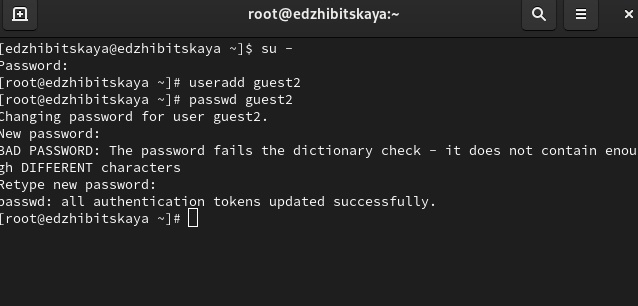 root@edzhibitskaya:~
[edzhibitskaya@edzhibitskaya ~]$ su -
Password:
[root@edzhibitskaya ~]# useradd guest2
[root@edzhibitskaya ~]# passwd guest2
Changing password for user guest2.
New password:
BAD PASSWORD: The password fails the dictionary check - it does not contain enou
gh DIFFERENT characters
Retype new password:
passwd: all authentication tokens updated successfully.
[root@edzhibitskaya ~]#